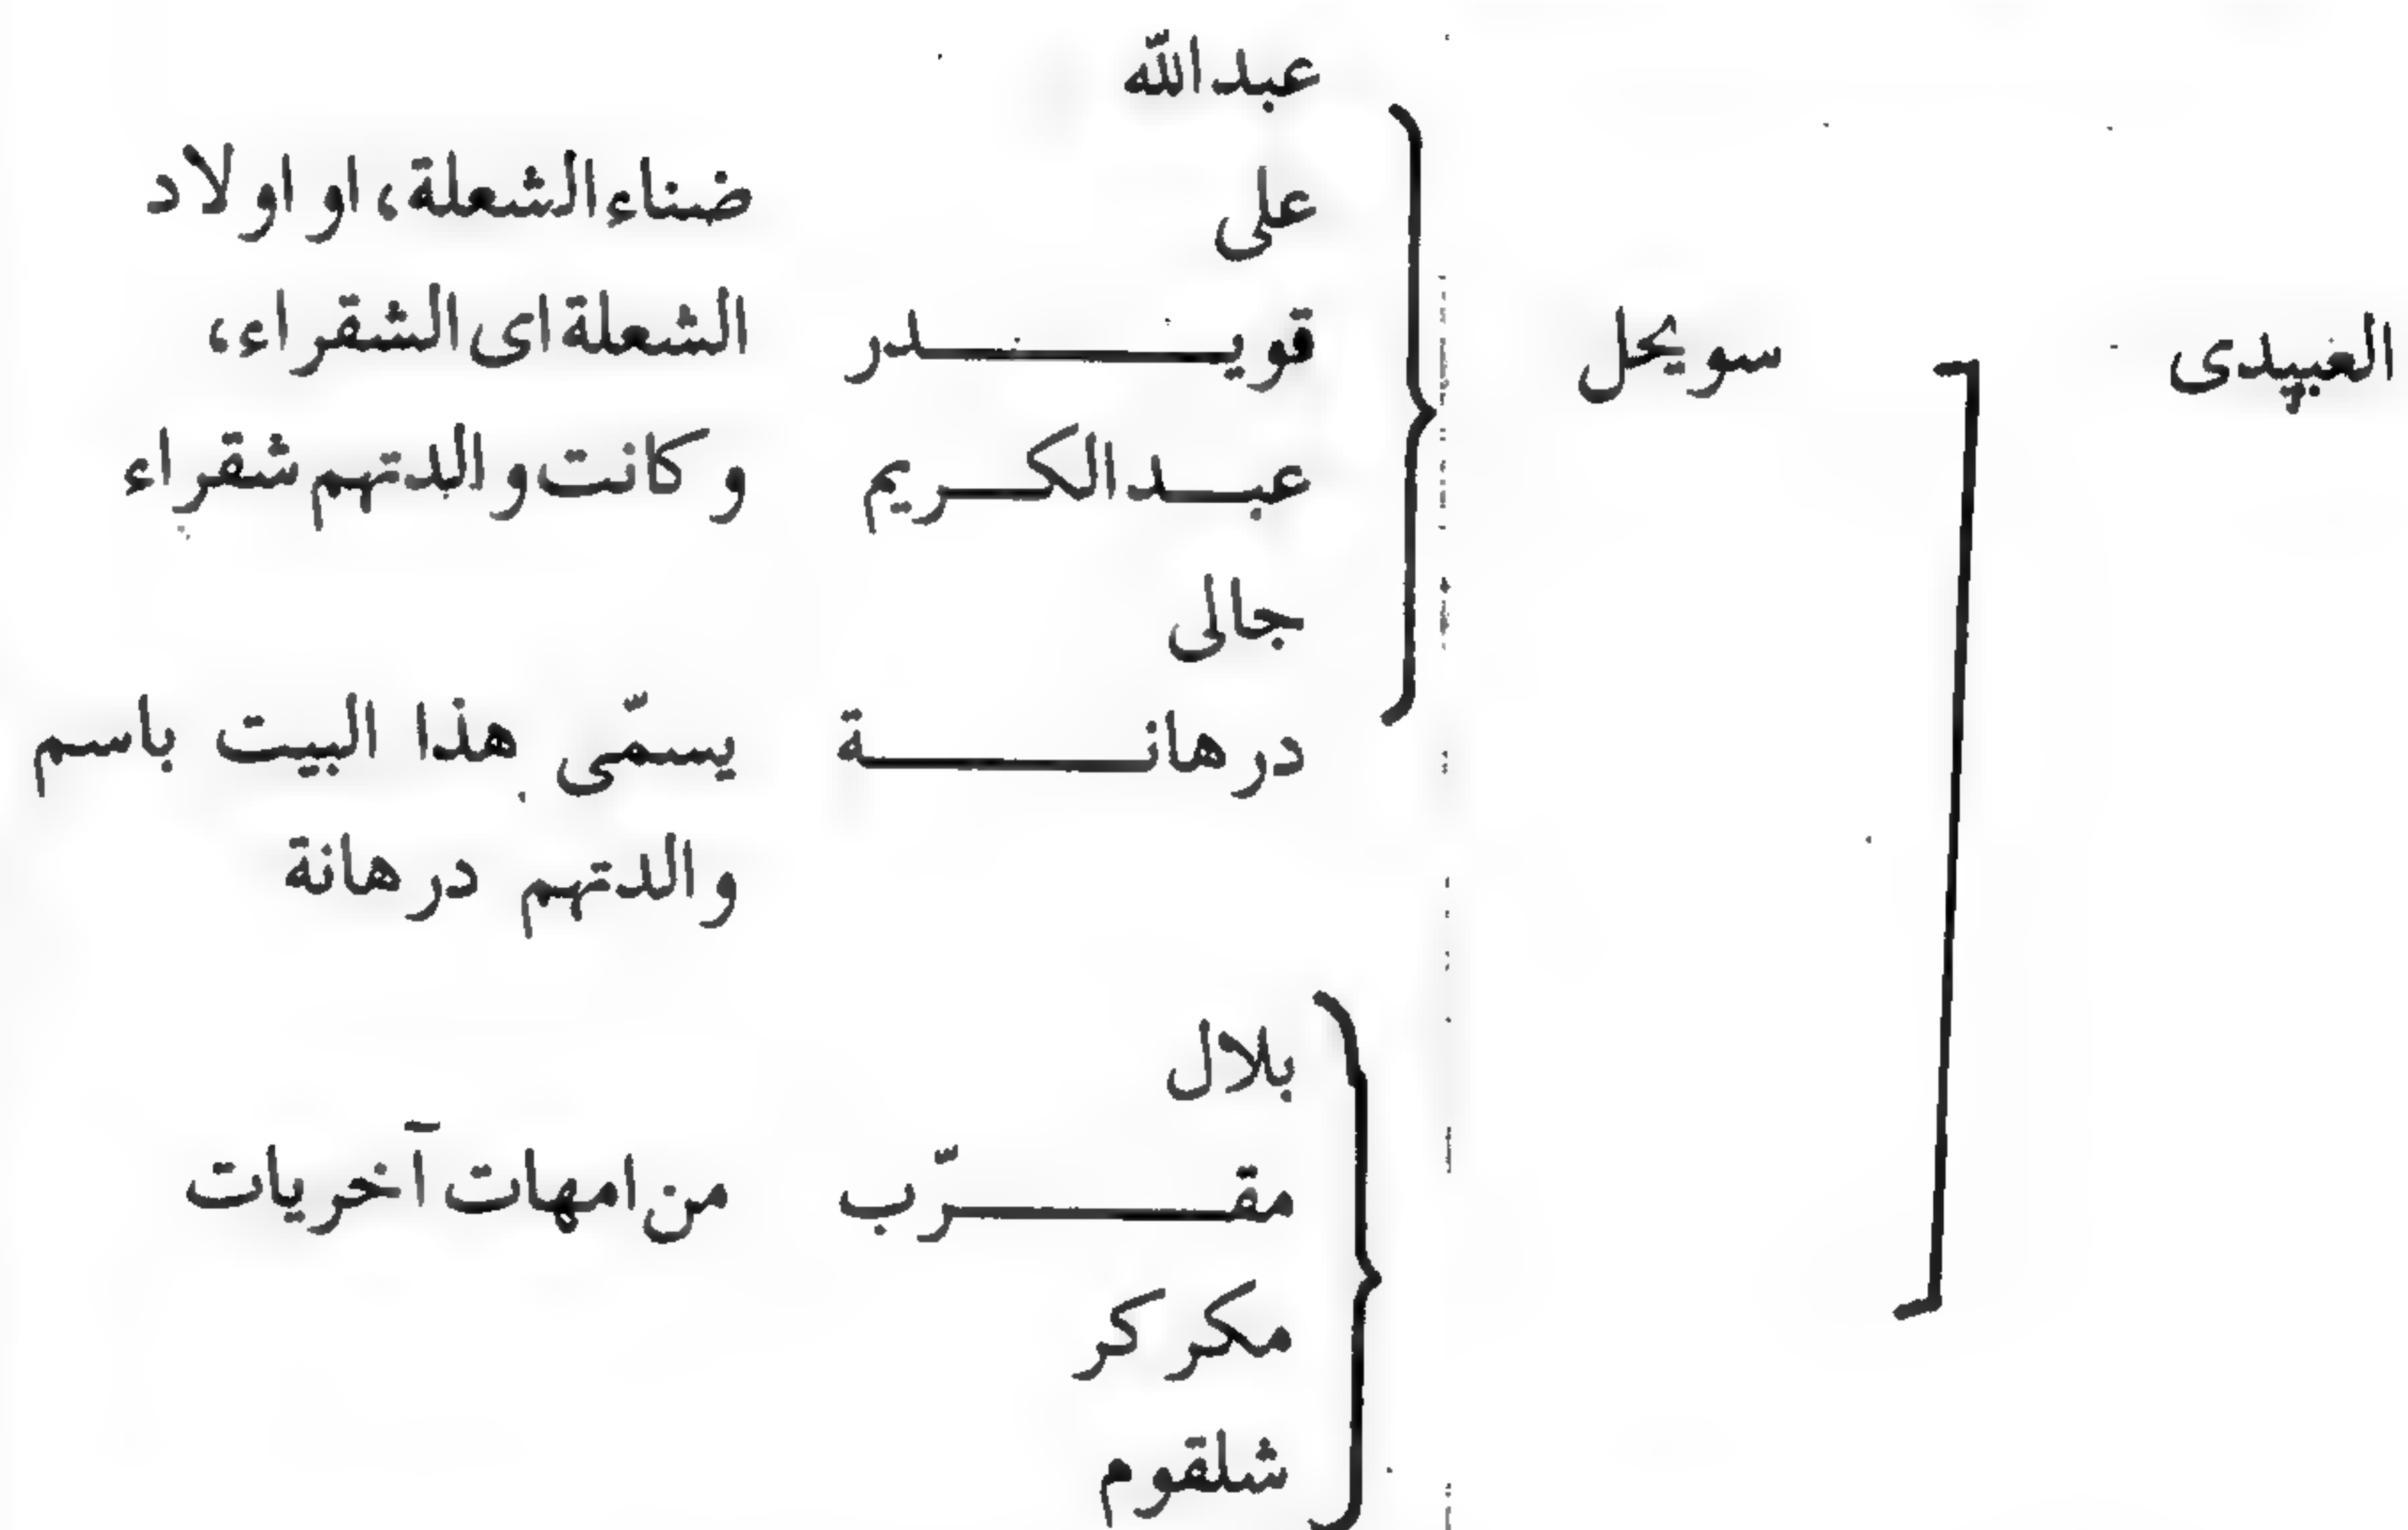 عبدالله
على
ضناء الشعلة، او اولاد
العبيدى
سويحل
قويدر
الشعلة اى الشقراء،
عبدالكريم
وكانت والدتهم شقراء
جالى
درهانة
يسمّى هذا البيت باسم
والدتهم درهانة
بلال
مقرّب
من امهات آخريات
مكركر
شلقوم